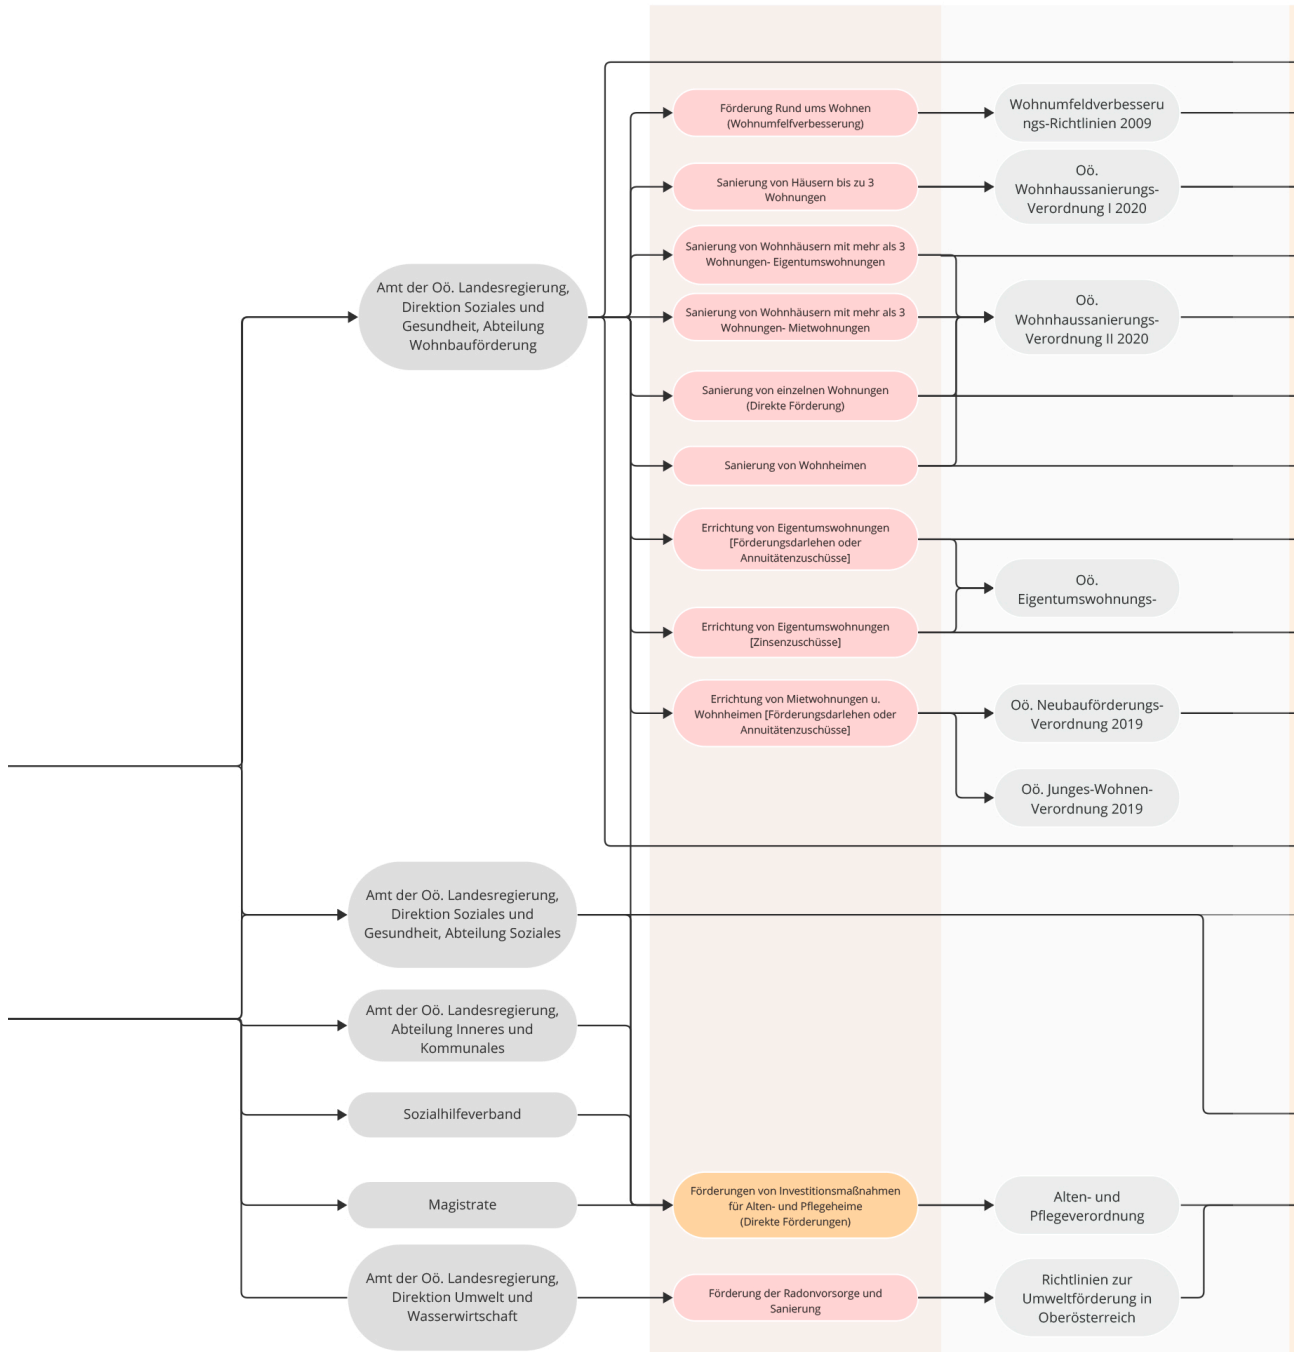 Amt der Oö. Landesregierung,
Direktion Soziales und
Gesundheit, Abteilung
Wohnbauförderung
Amt der Oö. Landesregierung,
Direktion Soziales und
Gesundheit, Abteilung Soziales
Amt der Oö. Landesregierung,
Abteilung Inneres und
Kommunales
Sozialhilfeverband
Magistrate
Amt der Oö. Landesregierung,
Direktion Umwelt und
Wasserwirtschaft
Förderung Rund ums Wohnen
(Wohnumfelfverbesserung)
Sanierung von Häusern bis zu 3
Wohnungen
Sanierung von Wohnhäusern mit mehr als 3
Wohnungen- Eigentumswohnungen
Sanierung von Wohnhäusern mit mehr als 3
Wohnungen- Mietwohnungen
Sanierung von einzelnen Wohnungen
(Direkte Förderung)
Sanierung von Wohnheimen
Errichtung von Eigentumswohnungen
[Förderungsdarlehen oder
Annuitätenzuschüsse]
Errichtung von Eigentumswohnungen
[Zinsenzuschüsse]
Errichtung von Mietwohnungen u.
Wohnheimen [Förderungsdarlehen oder
Annuitätenzuschüsse]
Förderungen von Investitionsmaßnahmen
für Alten- und Pflegeheime
(Direkte Förderungen)
Förderung der Radonvorsorge und
Sanierung
Wohnumfeldverbesseru
ngs-Richtlinien 2009
Oö.
Wohnhaussanierungs-
Verordnung I 2020
Oö.
Wohnhaussanierungs-
Verordnung II 2020
Oö.
Eigentumswohnungs-
Oö. Neubauförderungs-
Verordnung 2019
Oö. Junges-Wohnen-
Verordnung 2019
Alten- und
Pflegeverordnung
Richtlinien zur
Umweltförderung in
Oberösterreich